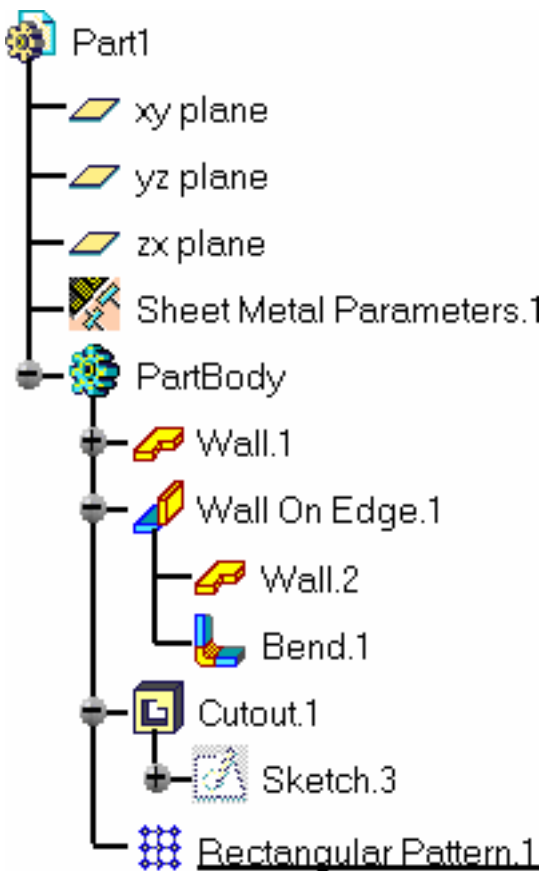 Part1
xy plane
yz plane
zx plane
Sheet Metal Parameters.1
PartBody
Wall.1
Wall On Edge.1
Wall.2
Bend.1
Cutout.1
Sketch.3
Rectangular Pattern.1